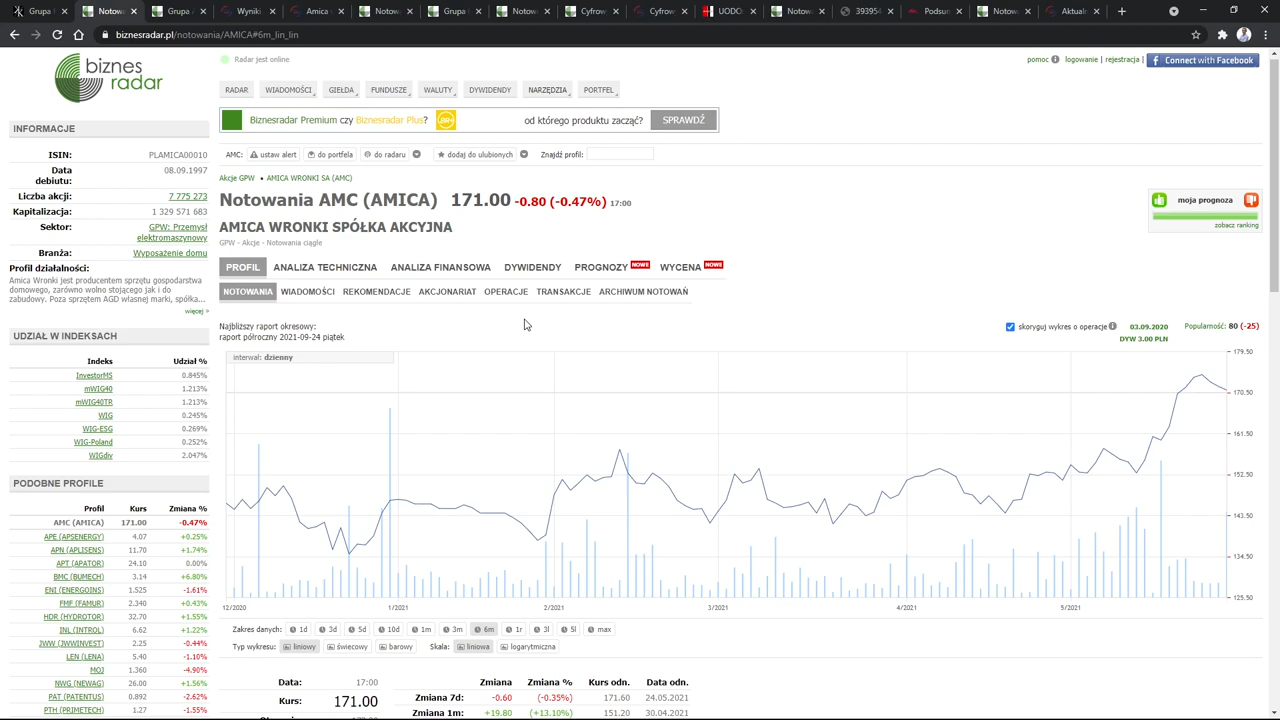 Grupa
Grupa
Grupa I
Grupa
Noto
Notow
Cyfrow
Cyfrow
UODO
Notow
39395
Podsum
Notow
Aktual
biznesradar.pl/notowania/AMICA#6m_lin_lin
biznes
radar
Radar jest online
pomoc
logowanie | rejestracja |
Connect with Facebook
RADAR WIADOMOŚCI GIEŁDA FUNDUSZE WALUTY DYWIDENDY NARZĘDZIA PORTFEL
Biznesradar Premium czy Biznesradar Plus? od którego produktu zacząć? SPRAWDŹ
AMC: ustaw alert do portfela do radaru dodaj do ulubionych Znajdź profil:
Akcje GPW • AMICA WRONKI SA (AMC)
Notowania AMC (AMICA) 171.00 -0.80 (-0.47%) 17:00
AMICA WRONKI SPÓŁKA AKCYJNA
GPW - Akcje - Notowania ciągłe
moja prognoza
zobacz ranking
PROFIL ANALIZA TECHNICZNA ANALIZA FINANSOWA DYWIDENDY PROGNOZY NOWE WYCENA NOWE
NOTOWANIA WIADOMOŚCI REKOMENDACJE AKCJONARIAT OPERACJE TRANSAKCJE ARCHIWUM NOTOWAŃ
INFORMACJE
ISIN: PLAMICA00010
Data
debiutu:
08.09.1997
Liczba akcji: 7 775 273
Kapitalizacja: 1 329 571 683
Sektor: GPW: Przemysł
elektromaszynowy
Branża: Wyposażenie domu
Profil działalności:
Amica Wronki jest producentem sprzętu gospodarstwa
domowego, zarówno wolno stojącego jak i do
zabudowy. Poza sprzętem AGD własnej marki, spółka...
więcej »
UDZIAŁ W INDEKSACH
Indeks Udział %
InvestorMS 0.845%
mWIG40 1.213%
mWIG40TR 1.213%
WIG 0.245%
WIG-ESG 0.269%
WIG-Poland 0.252%
WIGdiv 2.047%
PODOBNE PROFILE
Profil Kurs Zmiana %
AMC (AMICA) 171.00 -0.47%
APE (APSENERGY) 4.07 +0.25%
APN (APLISENS) 11.70 +1.74%
APT (APATOR) 24.10 0.00%
BMC (BUMECH) 3.14 +6.80%
ENI (ENERGOINS) 1.525 -1.61%
FMF (FAMUR) 2.340 +0.43%
HDR (HYDROTOR) 32.70 +1.55%
INL (INTROL) 6.62 +1.22%
JWW (JWWINVEST) 2.25 -0.44%
LEN (LENA) 5.40 -1.10%
MOJ 1.360 -4.90%
NWG (NEWAG) 26.00 +1.56%
PAT (PATENTUS) 0.892 -2.62%
PTH (PRIMETECH) 1.27 -1.55%
Najbliższy raport okresowy:
raport półroczny 2021-09-24 piątek
skoryguj wykres o operacje 03.09.2020 Popularność: 80 (-25)
DYW 3.00 PLN
interwał: dzienny
179.50
170.50
161.50
152.50
143.50
134.50
125.50
12/2020 1/2021 2/2021 3/2021 4/2021 5/2021
Zakres danych: 1d 3d 5d 10d 1m 3m 6m 1r 3l 5l max
Typ wykresu: liniowy świecowy barowy Skala: liniowa logarytmiczna
Data: 17:00
Kurs: 171.00
Zmiana Zmiana % Kurs odn. Data odn.
Zmiana 7d: -0.60 (-0.35%) 171.60 24.05.2021
Zmiana 1m: +19.80 (+13.10%) 151.20 30.04.2021